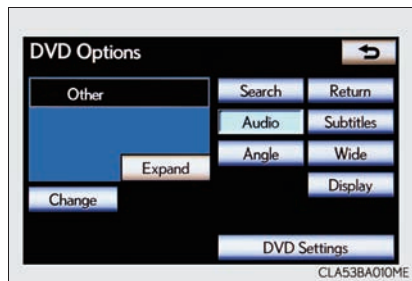 DVD Options
Other
Search
Return
Audio
Subtitles
Expand
Angle
Wide
Change
Display
DVD Settings
CLA53BA010ME